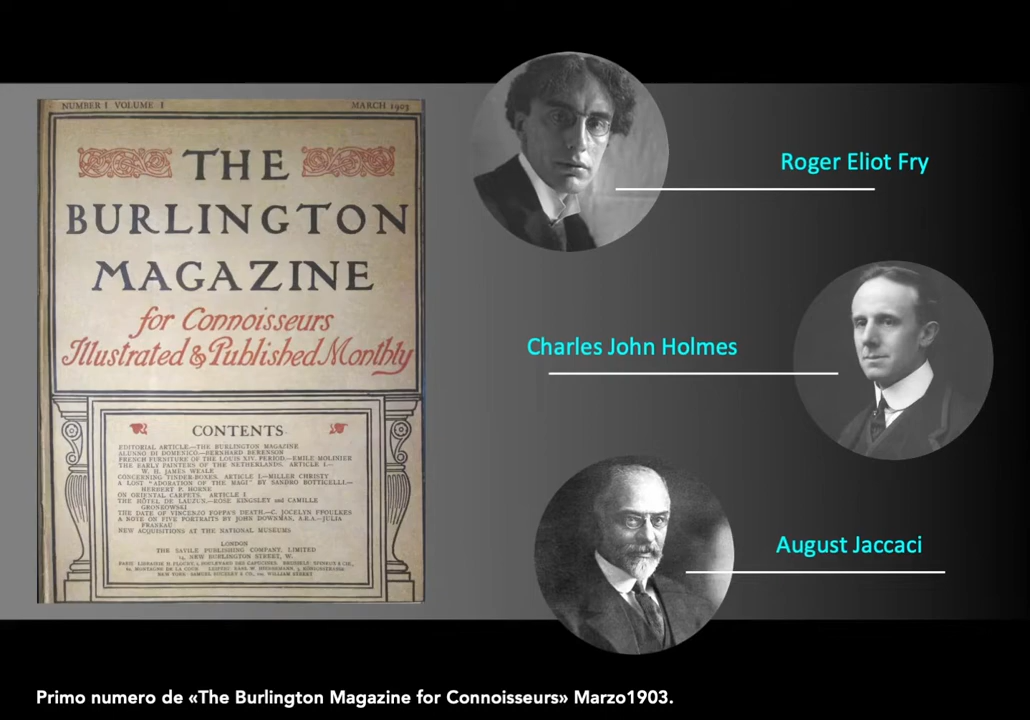 NUMBER I VOLUME I MARCH 1903
THE
BURLINGTON
MAGAZINE
for Connoisseurs
Illustrated & Published Monthly
CONTENTS
EDITORIAL ARTICLE.—THE BURLINGTON MAGAZINE
ALUNNO DI DOMENICO.—BERNHARD BERENSON
FRENCH FURNITURE OF THE LOUIS XIV. PERIOD.—EMILE MOLINIER
THE EARLY PAINTERS OF THE NETHERLANDS. ARTICLE I.—
W. H. JAMES WEALE
CONCERNING TINDER-BOXES. ARTICLE I.—MILLER CHRISTY
A LOST "ADORATION OF THE MAGI" BY SANDRO BOTTICELLI.—
HERBERT P. HORNE
ON ORIENTAL CARPETS. ARTICLE I
THE HÔTEL DE LAUZUN.—ROSE KINGSLEY and CAMILLE
GRONKOWSKI
THE DATE OF VINCENZO FOPPA'S DEATH.—C. JOCELYN FFOULKES
A NOTE ON FIVE PORTRAITS BY JOHN DOWNMAN, A.R.A.—JULIA
FRANKAU
NEW ACQUISITIONS AT THE NATIONAL MUSEUMS
LONDON
THE SAVILE PUBLISHING COMPANY, LIMITED
14, NEW BURLINGTON STREET, W.
Roger Eliot Fry
Charles John Holmes
August Jaccaci
Primo numero de «The Burlington Magazine for Connoisseurs» Marzo1903.